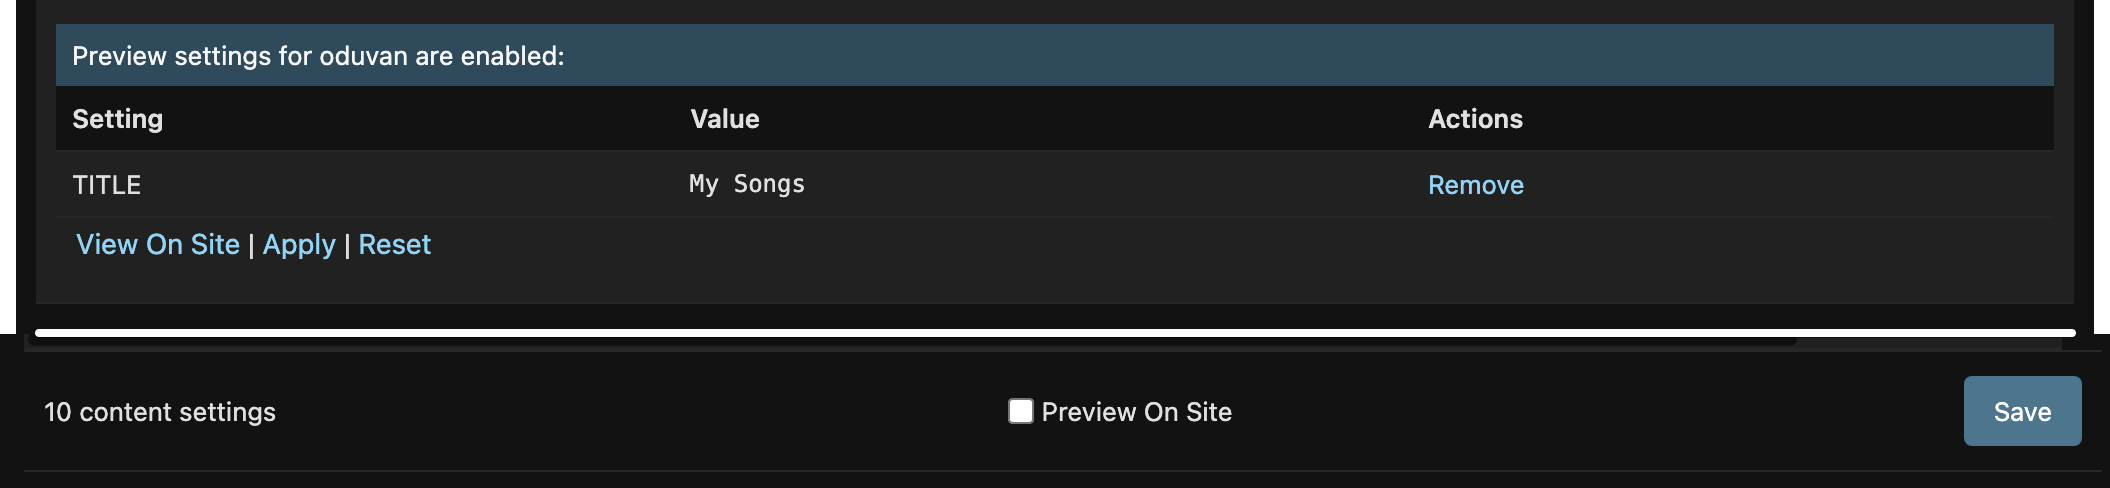 Preview settings for oduvan are enabled:
Setting Value Actions
TITLE My Songs Remove
View On Site | Apply | Reset
10 content settings Preview On Site Save